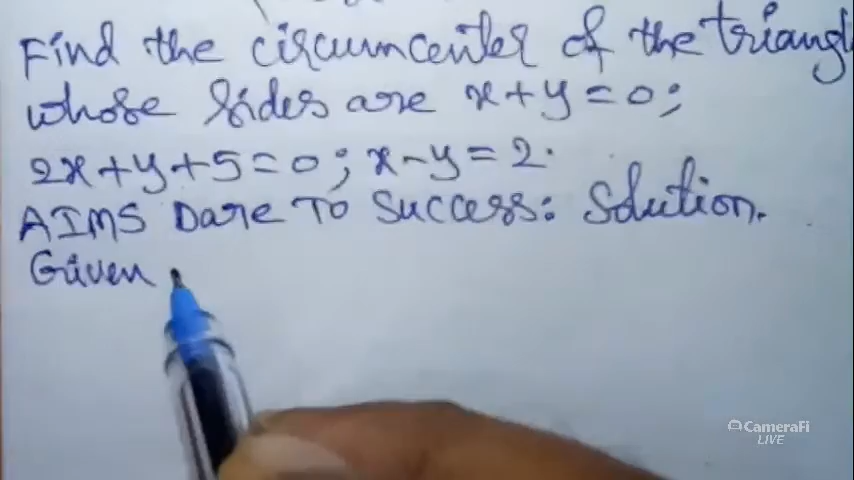 Find the circumcenter of the triangl
whose sides are x+y=0;
2x+y+5=0; x-y=2.
AIMS Dare To Success: Solution.
Given
CameraFi
LIVE